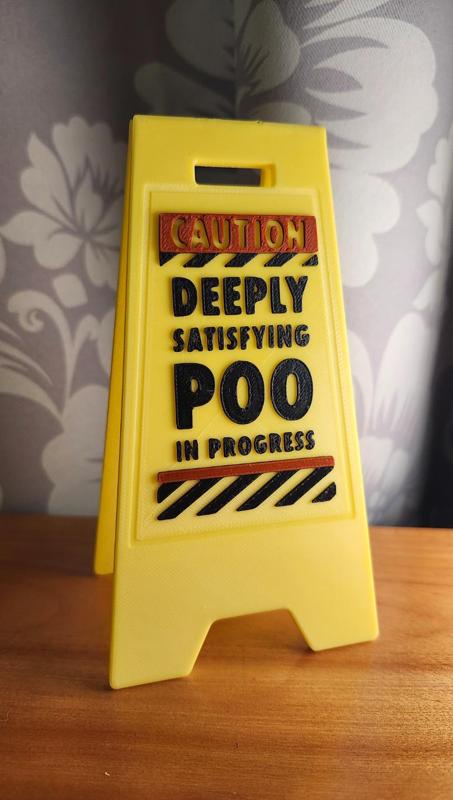 CAUTION
DEEPLY
SATISFYING
POO
IN PROGRESS